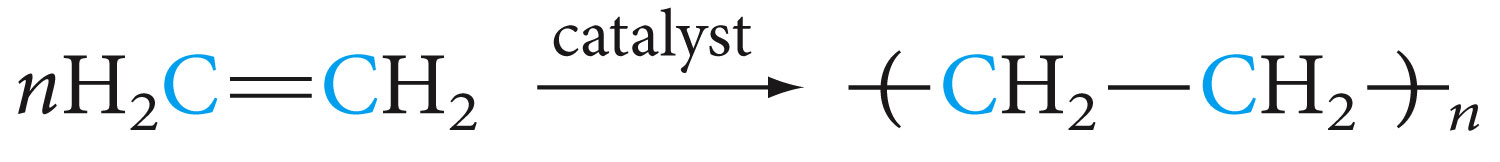 nH₂C=CH₂ catalyst (—CH₂—CH₂—)ₙ